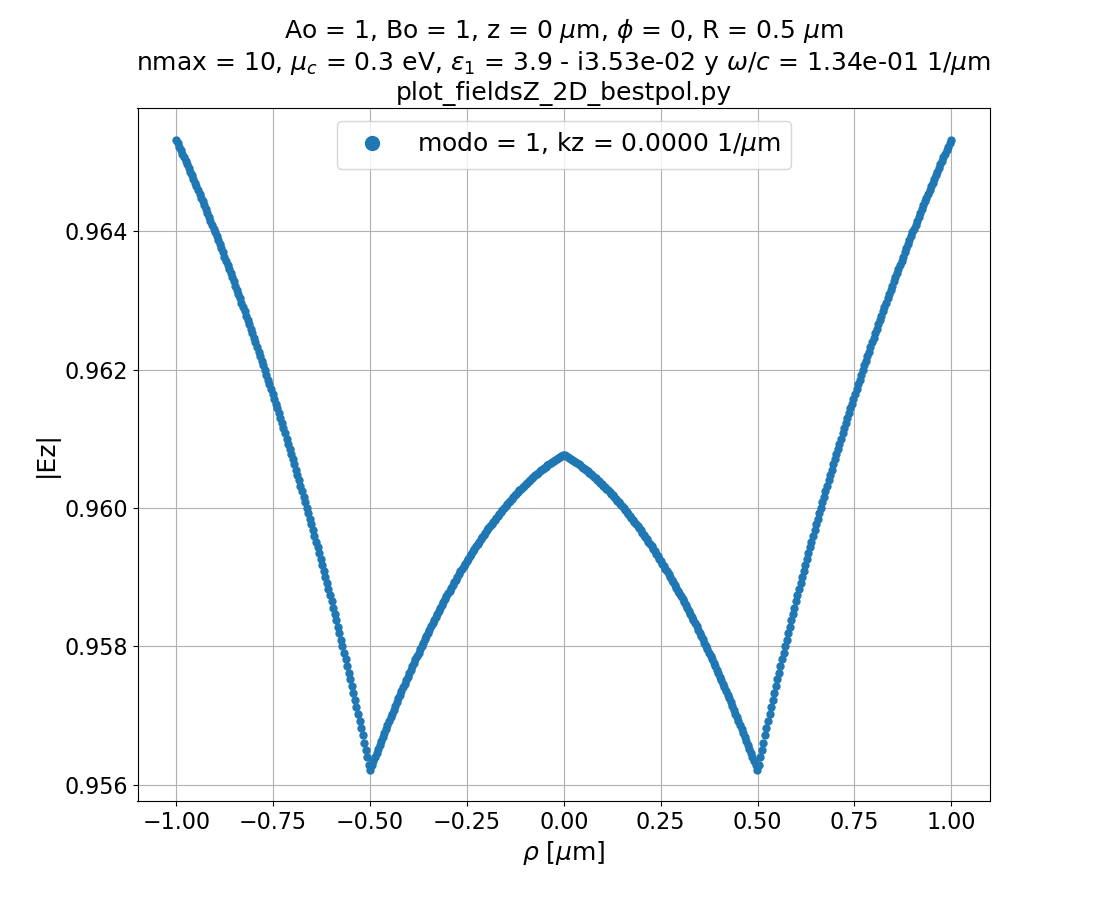 Ao = 1, Bo = 1, z = 0 μm, ϕ = 0, R = 0.5 μm
nmax = 10, μc = 0.3 eV, ε1 = 3.9 - i3.53e-02 y ω/c = 1.34e-01 1/μm
plot_fieldsZ_2D_bestpol.py
modo = 1, kz = 0.0000 1/μm
|Ez|
0.964
0.962
0.960
0.958
0.956
−1.00 −0.75 −0.50 −0.25 0.00 0.25 0.50 0.75 1.00
ρ [μm]